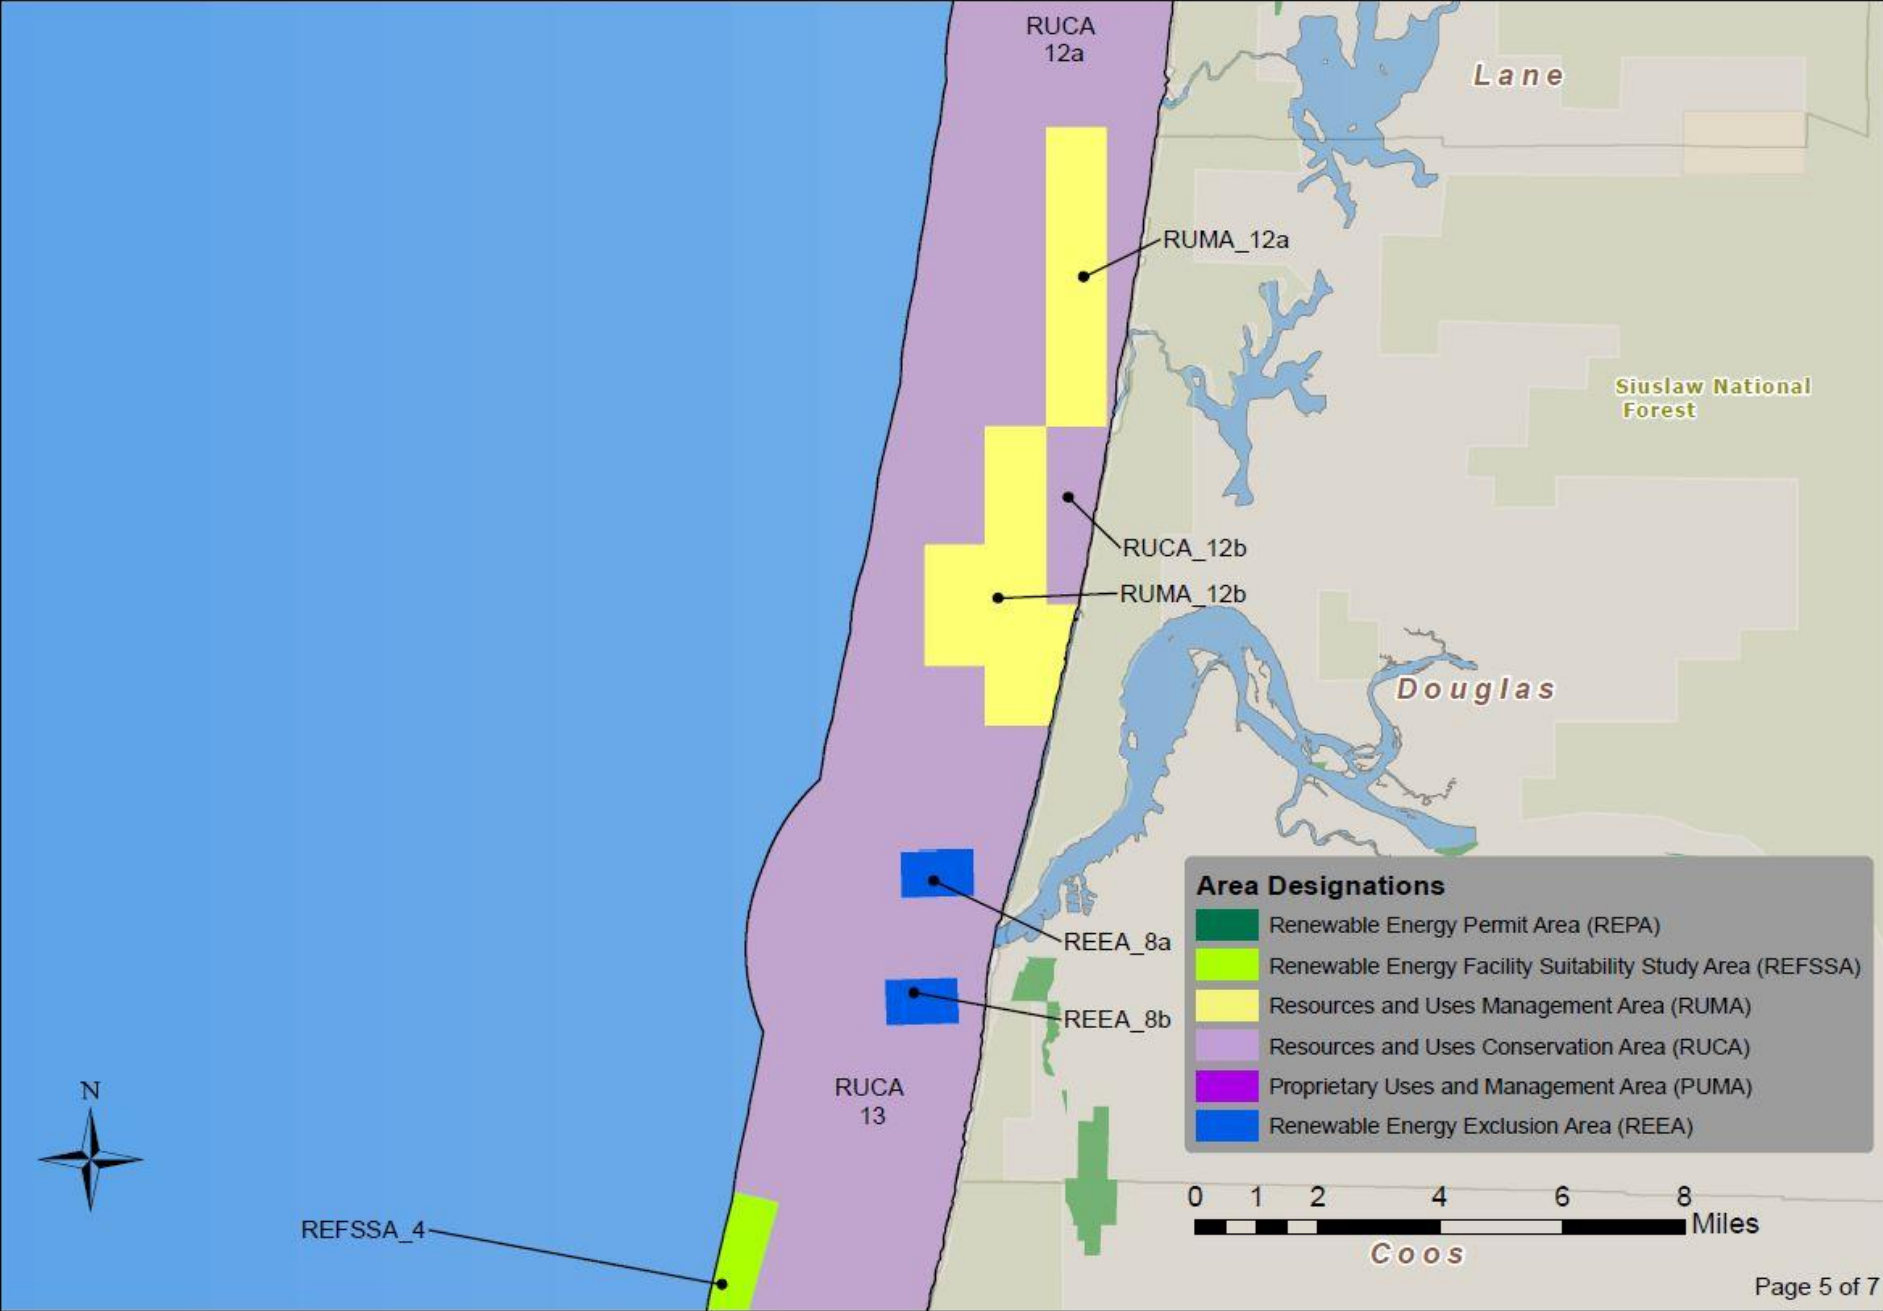 RUCA
12a
Lane
RUMA_12a
Siuslaw National
Forest
RUCA_12b
RUMA_12b
Douglas
Area Designations
Renewable Energy Permit Area (REPA)
Renewable Energy Facility Suitability Study Area (REFSSA)
Resources and Uses Management Area (RUMA)
Resources and Uses Conservation Area (RUCA)
Proprietary Uses and Management Area (PUMA)
Renewable Energy Exclusion Area (REEA)
REEA_8a
REEA_8b
RUCA
13
N
0 1 2 4 6 8
Miles
REFSSA_4
Coos
Page 5 of 7